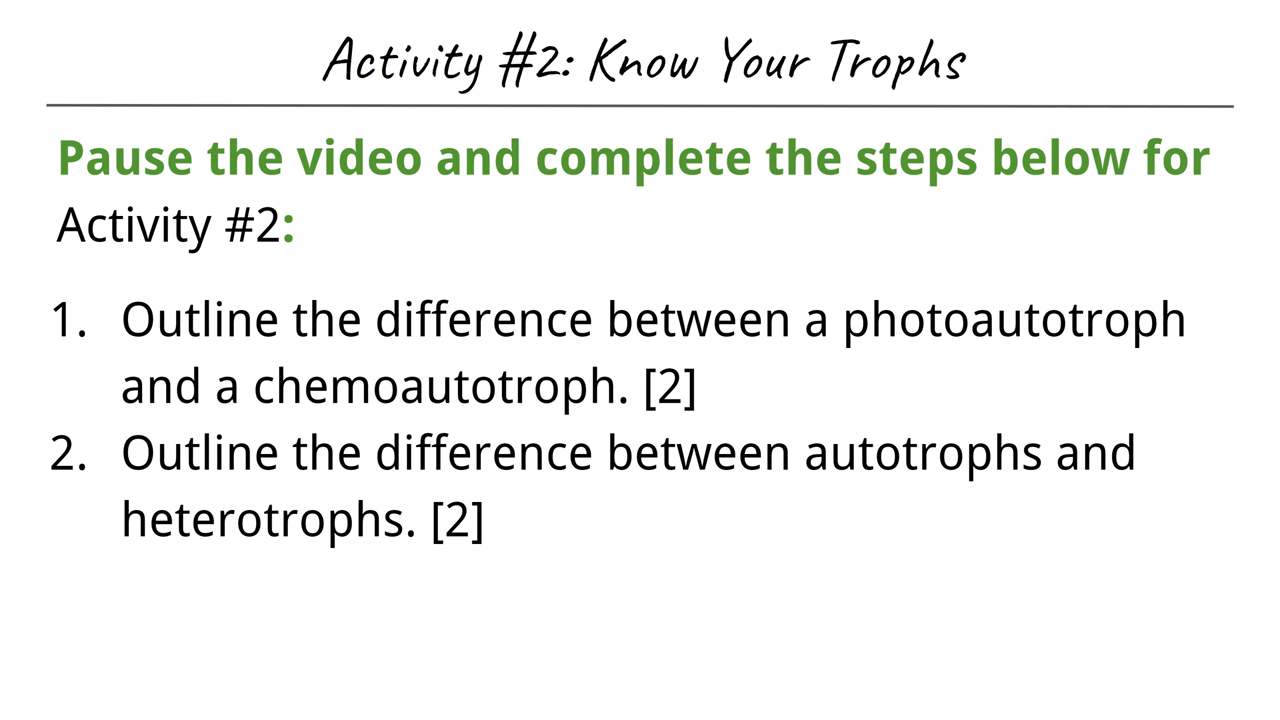 Activity #2: Know Your Trophs
Pause the video and complete the steps below for
Activity #2:
1. Outline the difference between a photoautotroph
and a chemoautotroph. [2]
2. Outline the difference between autotrophs and
heterotrophs. [2]